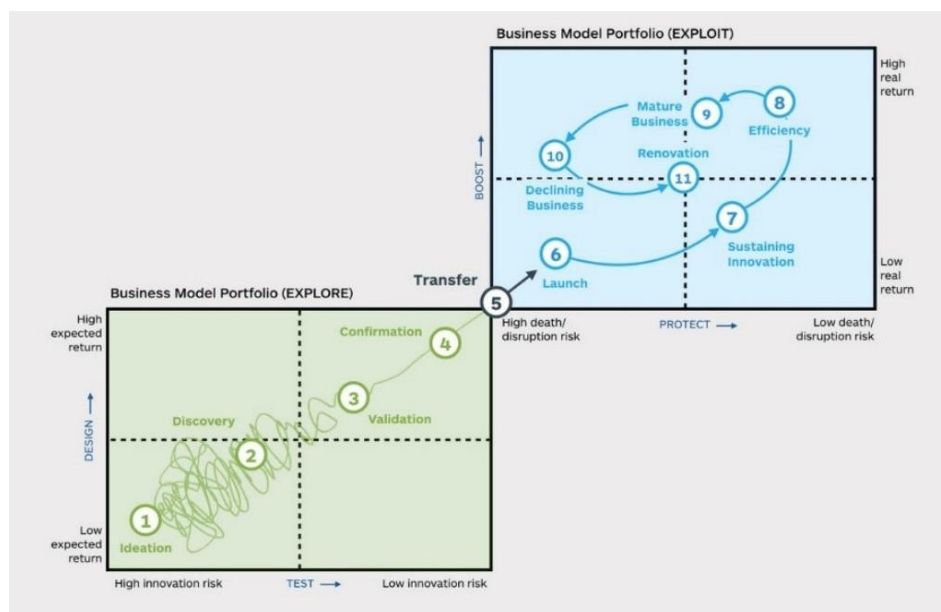 Business Model Portfolio (EXPLOIT)
High
real
return
Mature
Business
9
8
Efficiency
10
Renovation
11
Declining
Business
BOOST
7
Sustaining
Innovation
6
Launch
Low
real
return
Transfer
5
High death/
disruption risk
PROTECT
Low death/
disruption risk
Business Model Portfolio (EXPLORE)
High
expected
return
Confirmation
4
3
Validation
Discovery
2
DESIGN
1
Ideation
Low
expected
return
High innovation risk
TEST
Low innovation risk